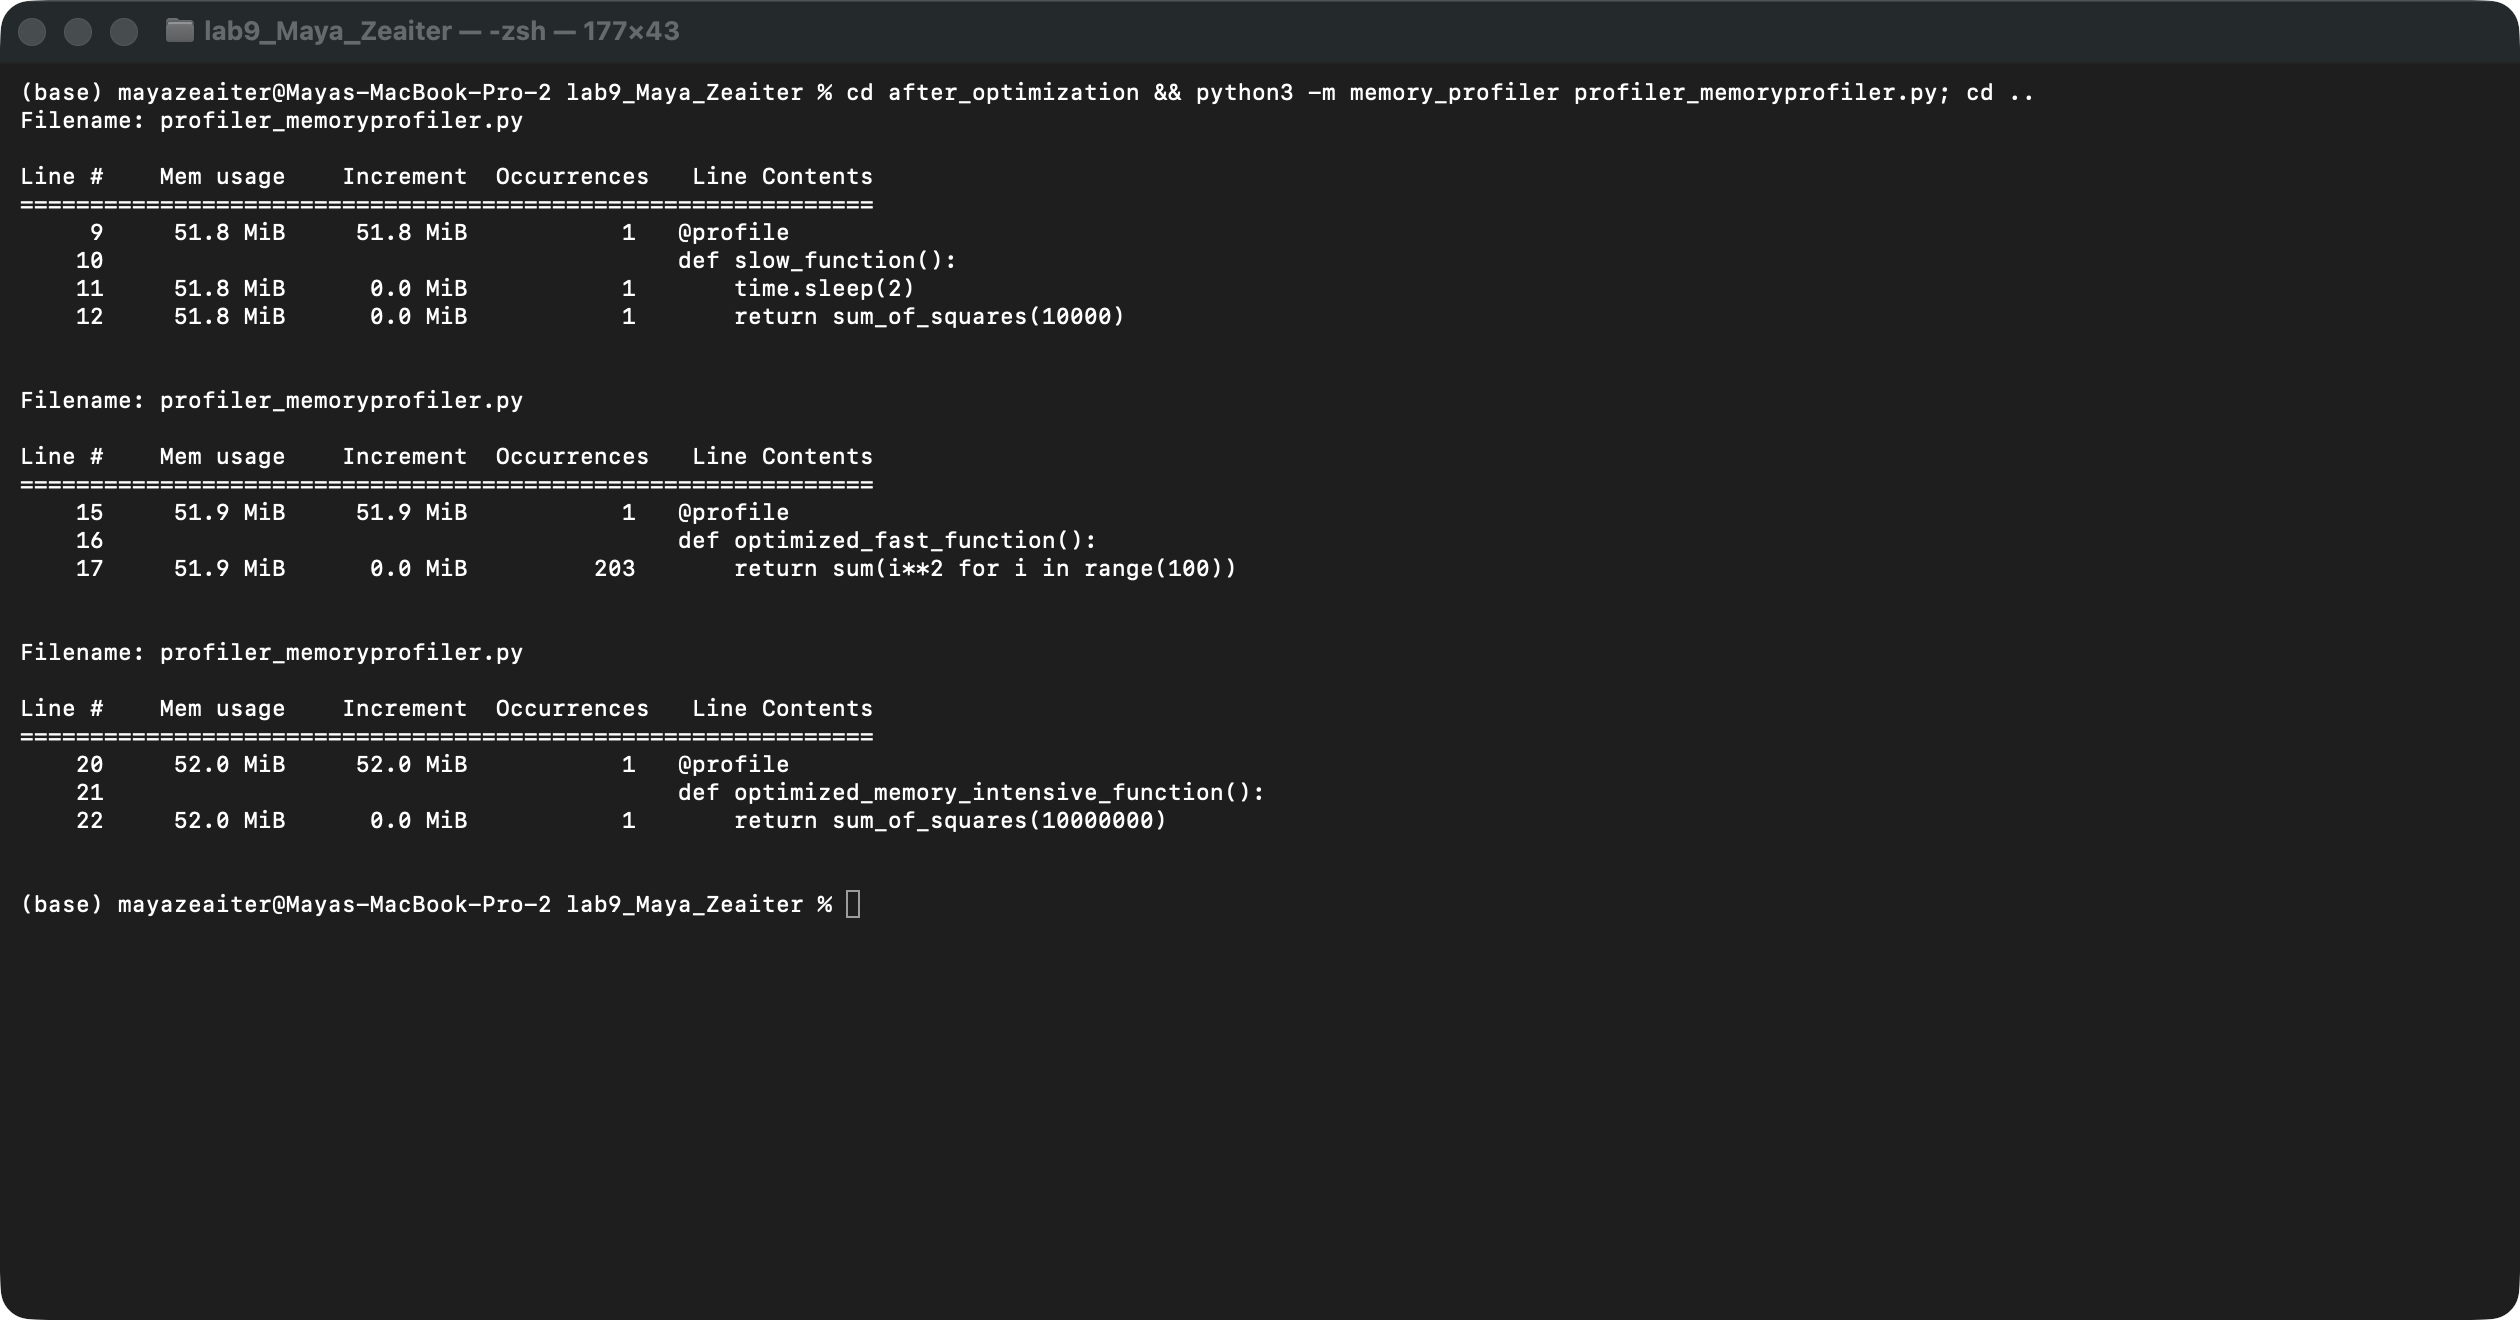 lab9_Maya_Zeaiter — -zsh — 177×43
(base) mayazeaiter@Mayas-MacBook-Pro-2 lab9_Maya_Zeaiter % cd after_optimization && python3 -m memory_profiler profiler_memoryprofiler.py; cd ..
Filename: profiler_memoryprofiler.py
Line #    Mem usage    Increment  Occurrences   Line Contents
=============================================================
     9     51.8 MiB     51.8 MiB           1   @profile
    10                                         def slow_function():
    11     51.8 MiB      0.0 MiB           1       time.sleep(2)
    12     51.8 MiB      0.0 MiB           1       return sum_of_squares(10000)
Filename: profiler_memoryprofiler.py
Line #    Mem usage    Increment  Occurrences   Line Contents
=============================================================
    15     51.9 MiB     51.9 MiB           1   @profile
    16                                         def optimized_fast_function():
    17     51.9 MiB      0.0 MiB         203       return sum(i**2 for i in range(100))
Filename: profiler_memoryprofiler.py
Line #    Mem usage    Increment  Occurrences   Line Contents
=============================================================
    20     52.0 MiB     52.0 MiB           1   @profile
    21                                         def optimized_memory_intensive_function():
    22     52.0 MiB      0.0 MiB           1       return sum_of_squares(10000000)
(base) mayazeaiter@Mayas-MacBook-Pro-2 lab9_Maya_Zeaiter %